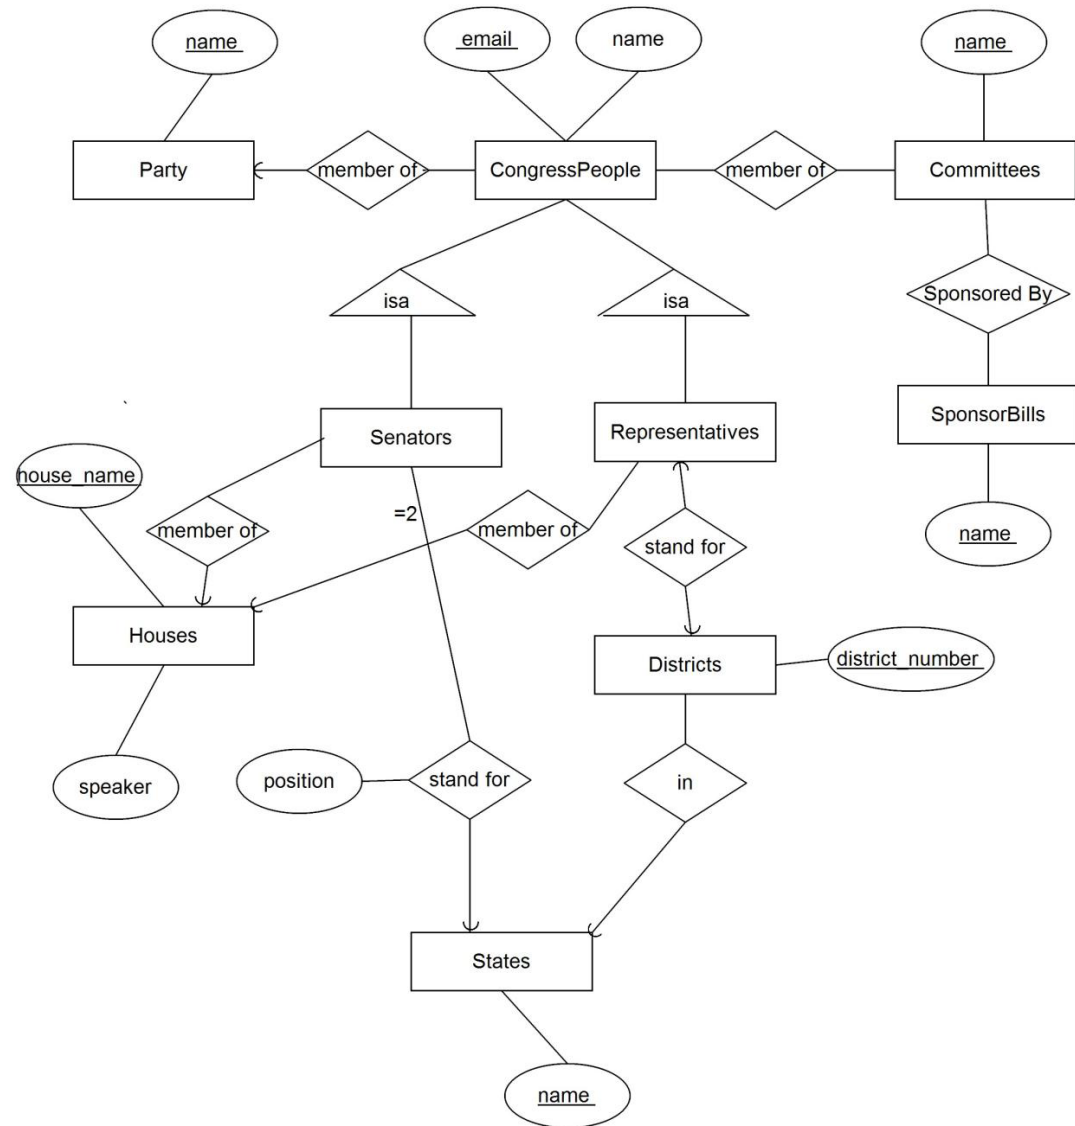 name
email
name
name
Party
member of
CongressPeople
member of
Committees
isa
isa
Sponsored By
Senators
Representatives
SponsorBills
house_name
=2
member of
member of
stand for
name
Houses
Districts
district_number
speaker
position
stand for
in
States
name